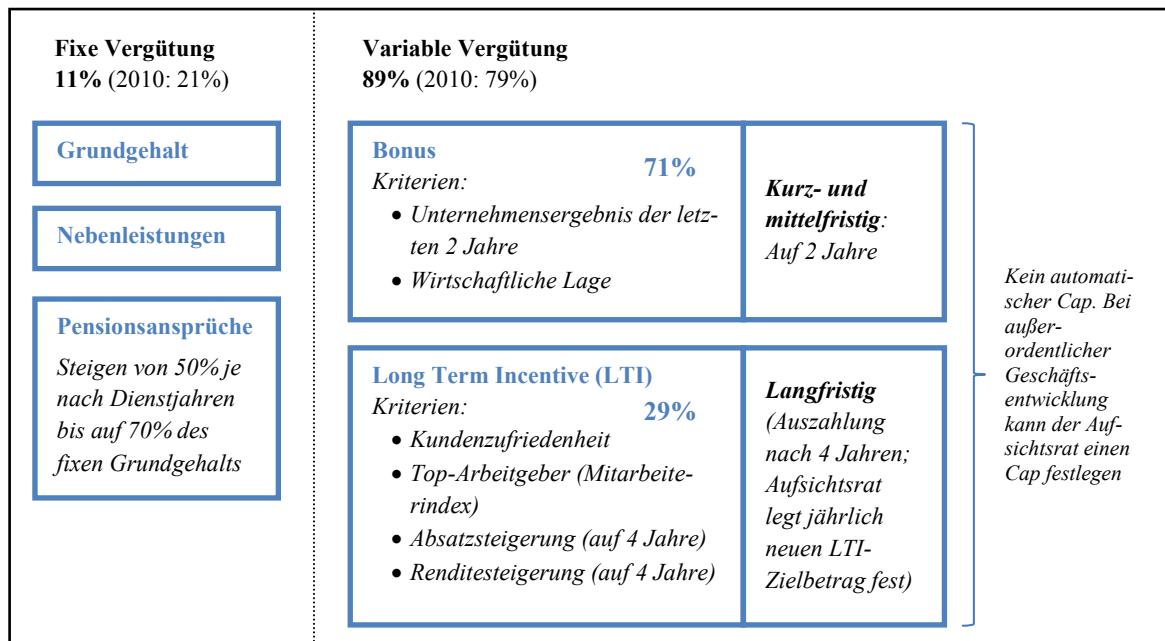 Fixe Vergütung
11% (2010: 21%)
Grundgehalt
Nebenleistungen
Pensionsansprüche
Steigen von 50% je
nach Dienstjahren
bis auf 70% des
fixen Grundgehalts
Variable Vergütung
89% (2010: 79%)
Bonus
71%
Kriterien:
• Unternehmensergebnis der letz-
ten 2 Jahre
• Wirtschaftliche Lage
Kurz- und
mittelfristig:
Auf 2 Jahre
Long Term Incentive (LTI)
Kriterien:
29%
• Kundenzufriedenheit
• Top-Arbeitgeber (Mitarbeite-
rindex)
• Absatzsteigerung (auf 4 Jahre)
• Renditesteigerung (auf 4 Jahre)
Langfristig
(Auszahlung
nach 4 Jahren;
Aufsichtsrat
legt jährlich
neuen LTI-
Zielbetrag fest)
Kein automati-
scher Cap. Bei
außer-
ordentlicher
Geschäfts-
entwicklung
kann der Auf-
sichtsrat einen
Cap festlegen